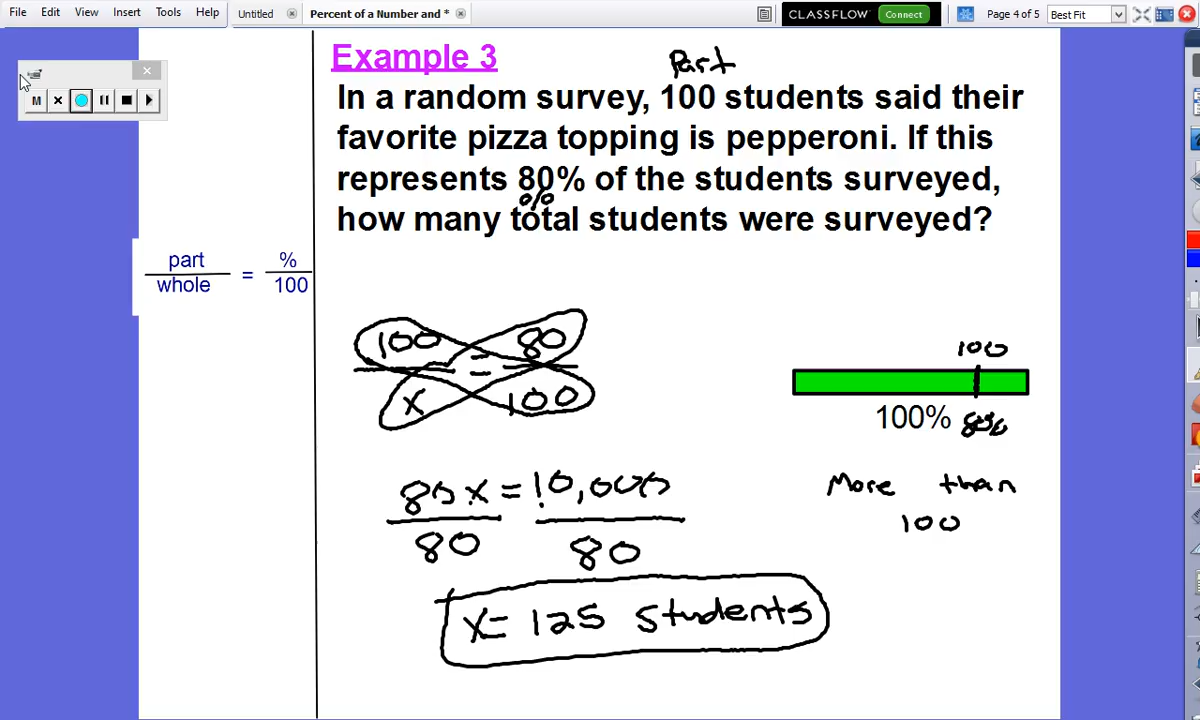 File Edit View Insert Tools Help
Untitled
Percent of a Number and *
CLASSFLOW Connect
Page 4 of 5
Best Fit
M
Example 3
Part
In a random survey, 100 students said their
favorite pizza topping is pepperoni. If this
represents 80% of the students surveyed,
%
how many total students were surveyed?
part = %
whole 100
100 = 80
x 100
100
100% 80%
80x = 10,000
80 80
More than
100
x = 125 students